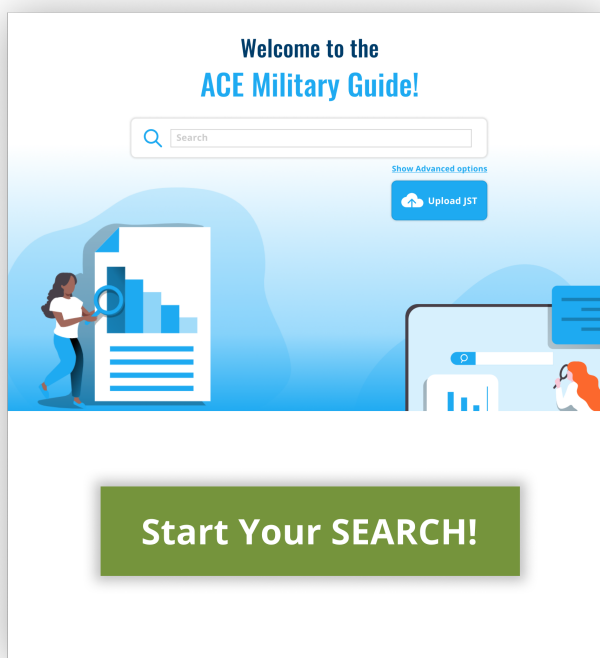 Welcome to the
ACE Military Guide!
Search
Show Advanced options
Upload JST
Start Your SEARCH!